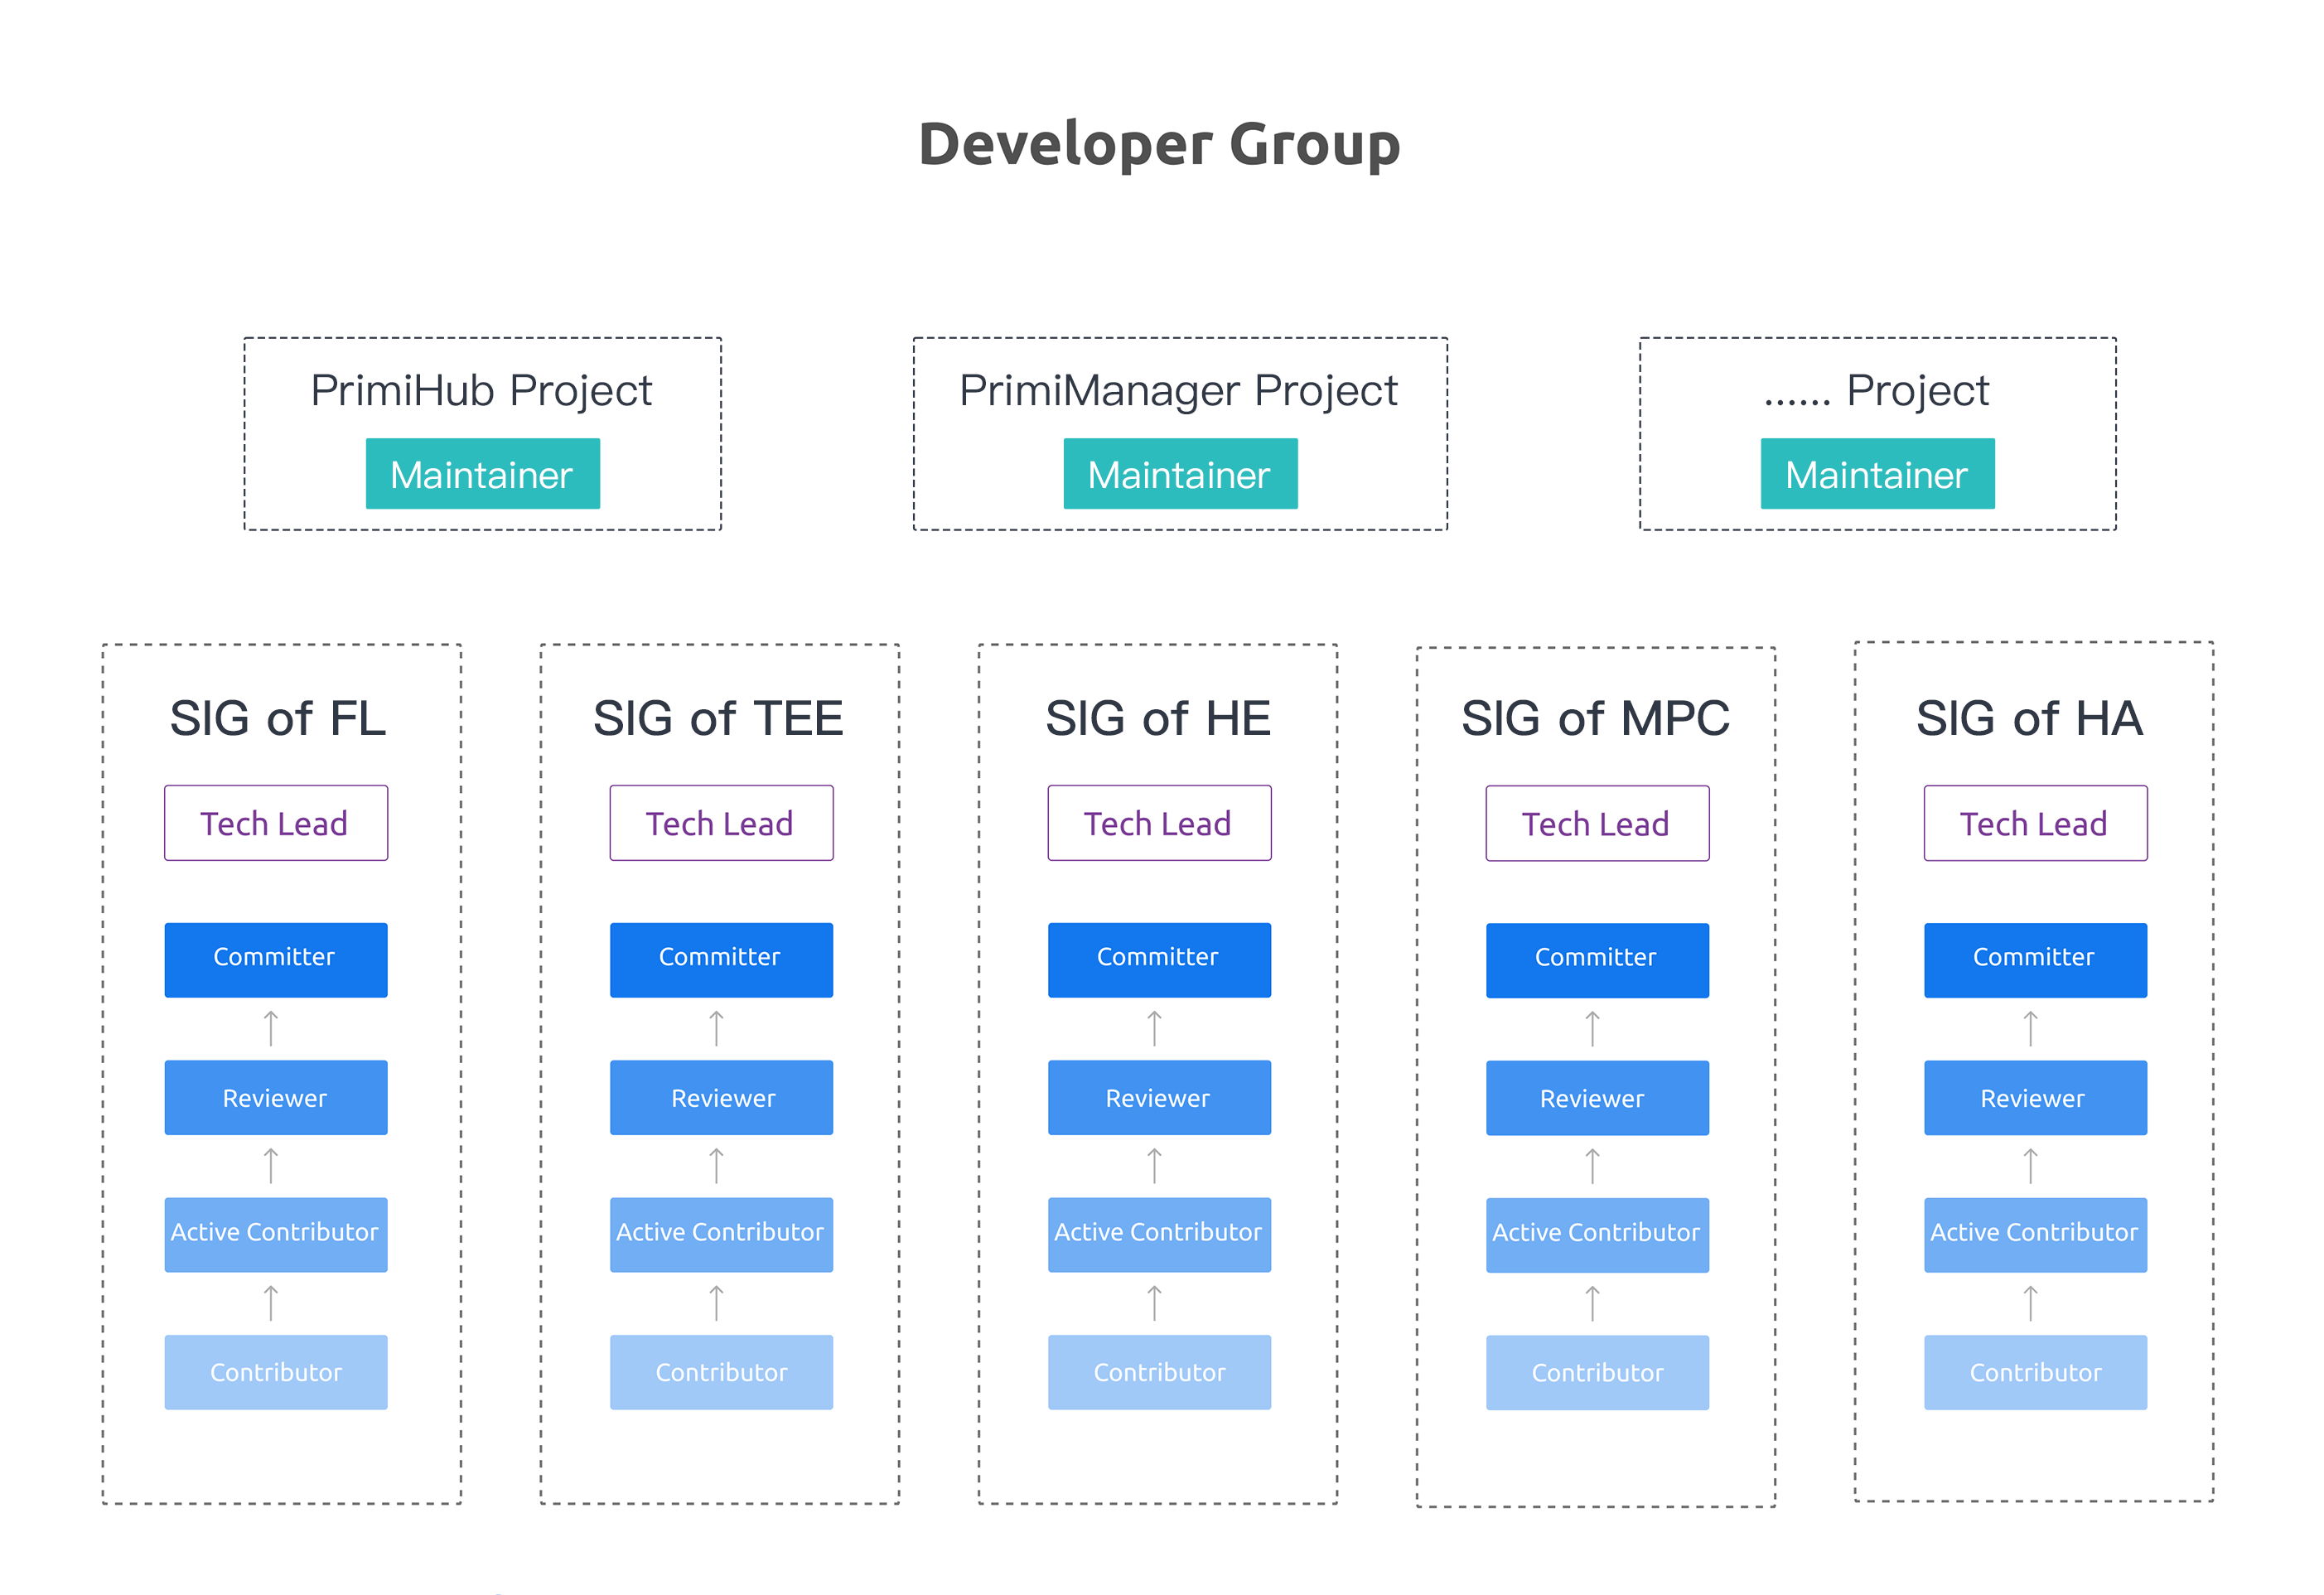 Developer Group
PrimiHub Project
Maintainer
PrimiManager Project
Maintainer
...... Project
Maintainer
SIG of FL
Tech Lead
Committer
Reviewer
Active Contributor
Contributor
SIG of TEE
Tech Lead
Committer
Reviewer
Active Contributor
Contributor
SIG of HE
Tech Lead
Committer
Reviewer
Active Contributor
Contributor
SIG of MPC
Tech Lead
Committer
Reviewer
Active Contributor
Contributor
SIG of HA
Tech Lead
Committer
Reviewer
Active Contributor
Contributor